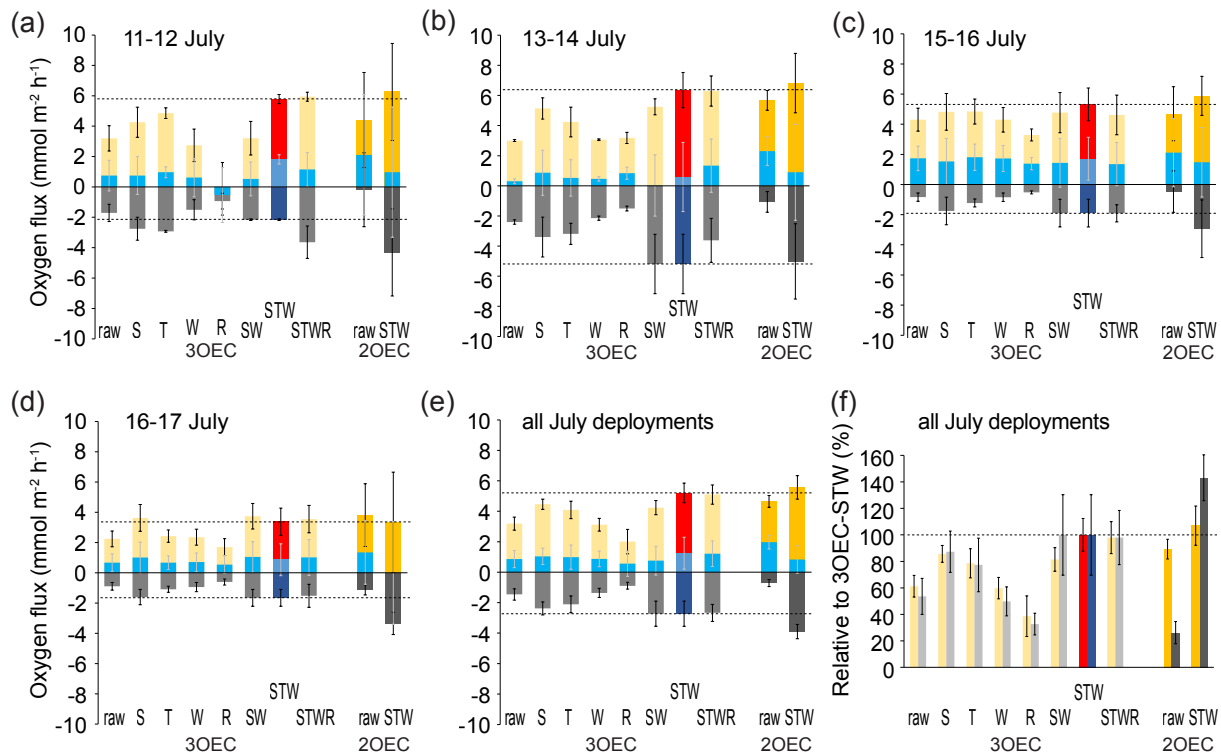 (a)
11-12 July
Oxygen flux (mmol m⁻² h⁻¹)
10
8
6
4
2
0
-2
-4
-6
-8
-10
STW
raw S T W R SW STWR raw STW
3OEC 2OEC
(b)
13-14 July
10
8
6
4
2
0
-2
-4
-6
-8
-10
STW
raw S T W R SW STWR raw STW
3OEC 2OEC
(c)
15-16 July
10
8
6
4
2
0
-2
-4
-6
-8
-10
STW
raw S T W R SW STWR raw STW
3OEC 2OEC
(d)
16-17 July
Oxygen flux (mmol m⁻² h⁻¹)
10
8
6
4
2
0
-2
-4
-6
-8
-10
STW
raw S T W R SW STWR raw STW
3OEC 2OEC
(e)
all July deployments
10
8
6
4
2
0
-2
-4
-6
-8
-10
STW
raw S T W R SW STWR raw STW
3OEC 2OEC
(f)
all July deployments
Relative to 3OEC-STW (%)
160
140
120
100
80
60
40
20
0
STW
raw S T W R SW STWR raw STW
3OEC 2OEC